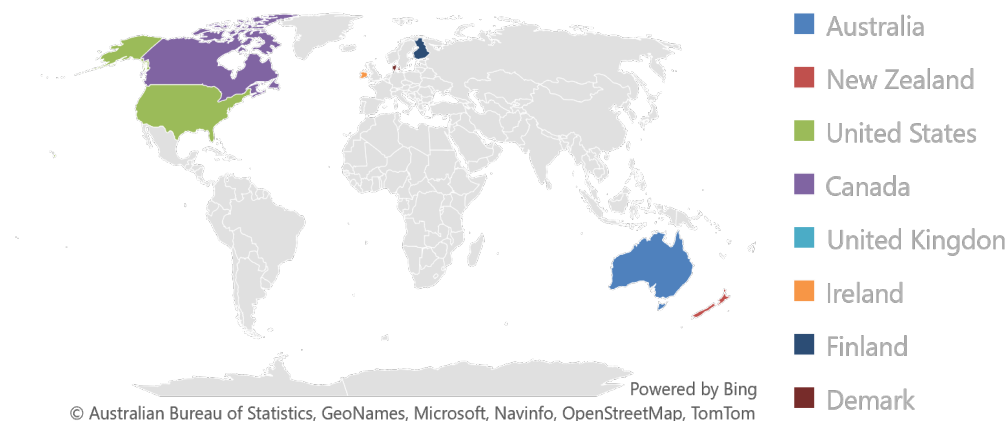 Australia
New Zealand
United States
Canada
United Kingdon
Ireland
Finland
Demark
Powered by Bing
© Australian Bureau of Statistics, GeoNames, Microsoft, Navinfo, OpenStreetMap, TomTom